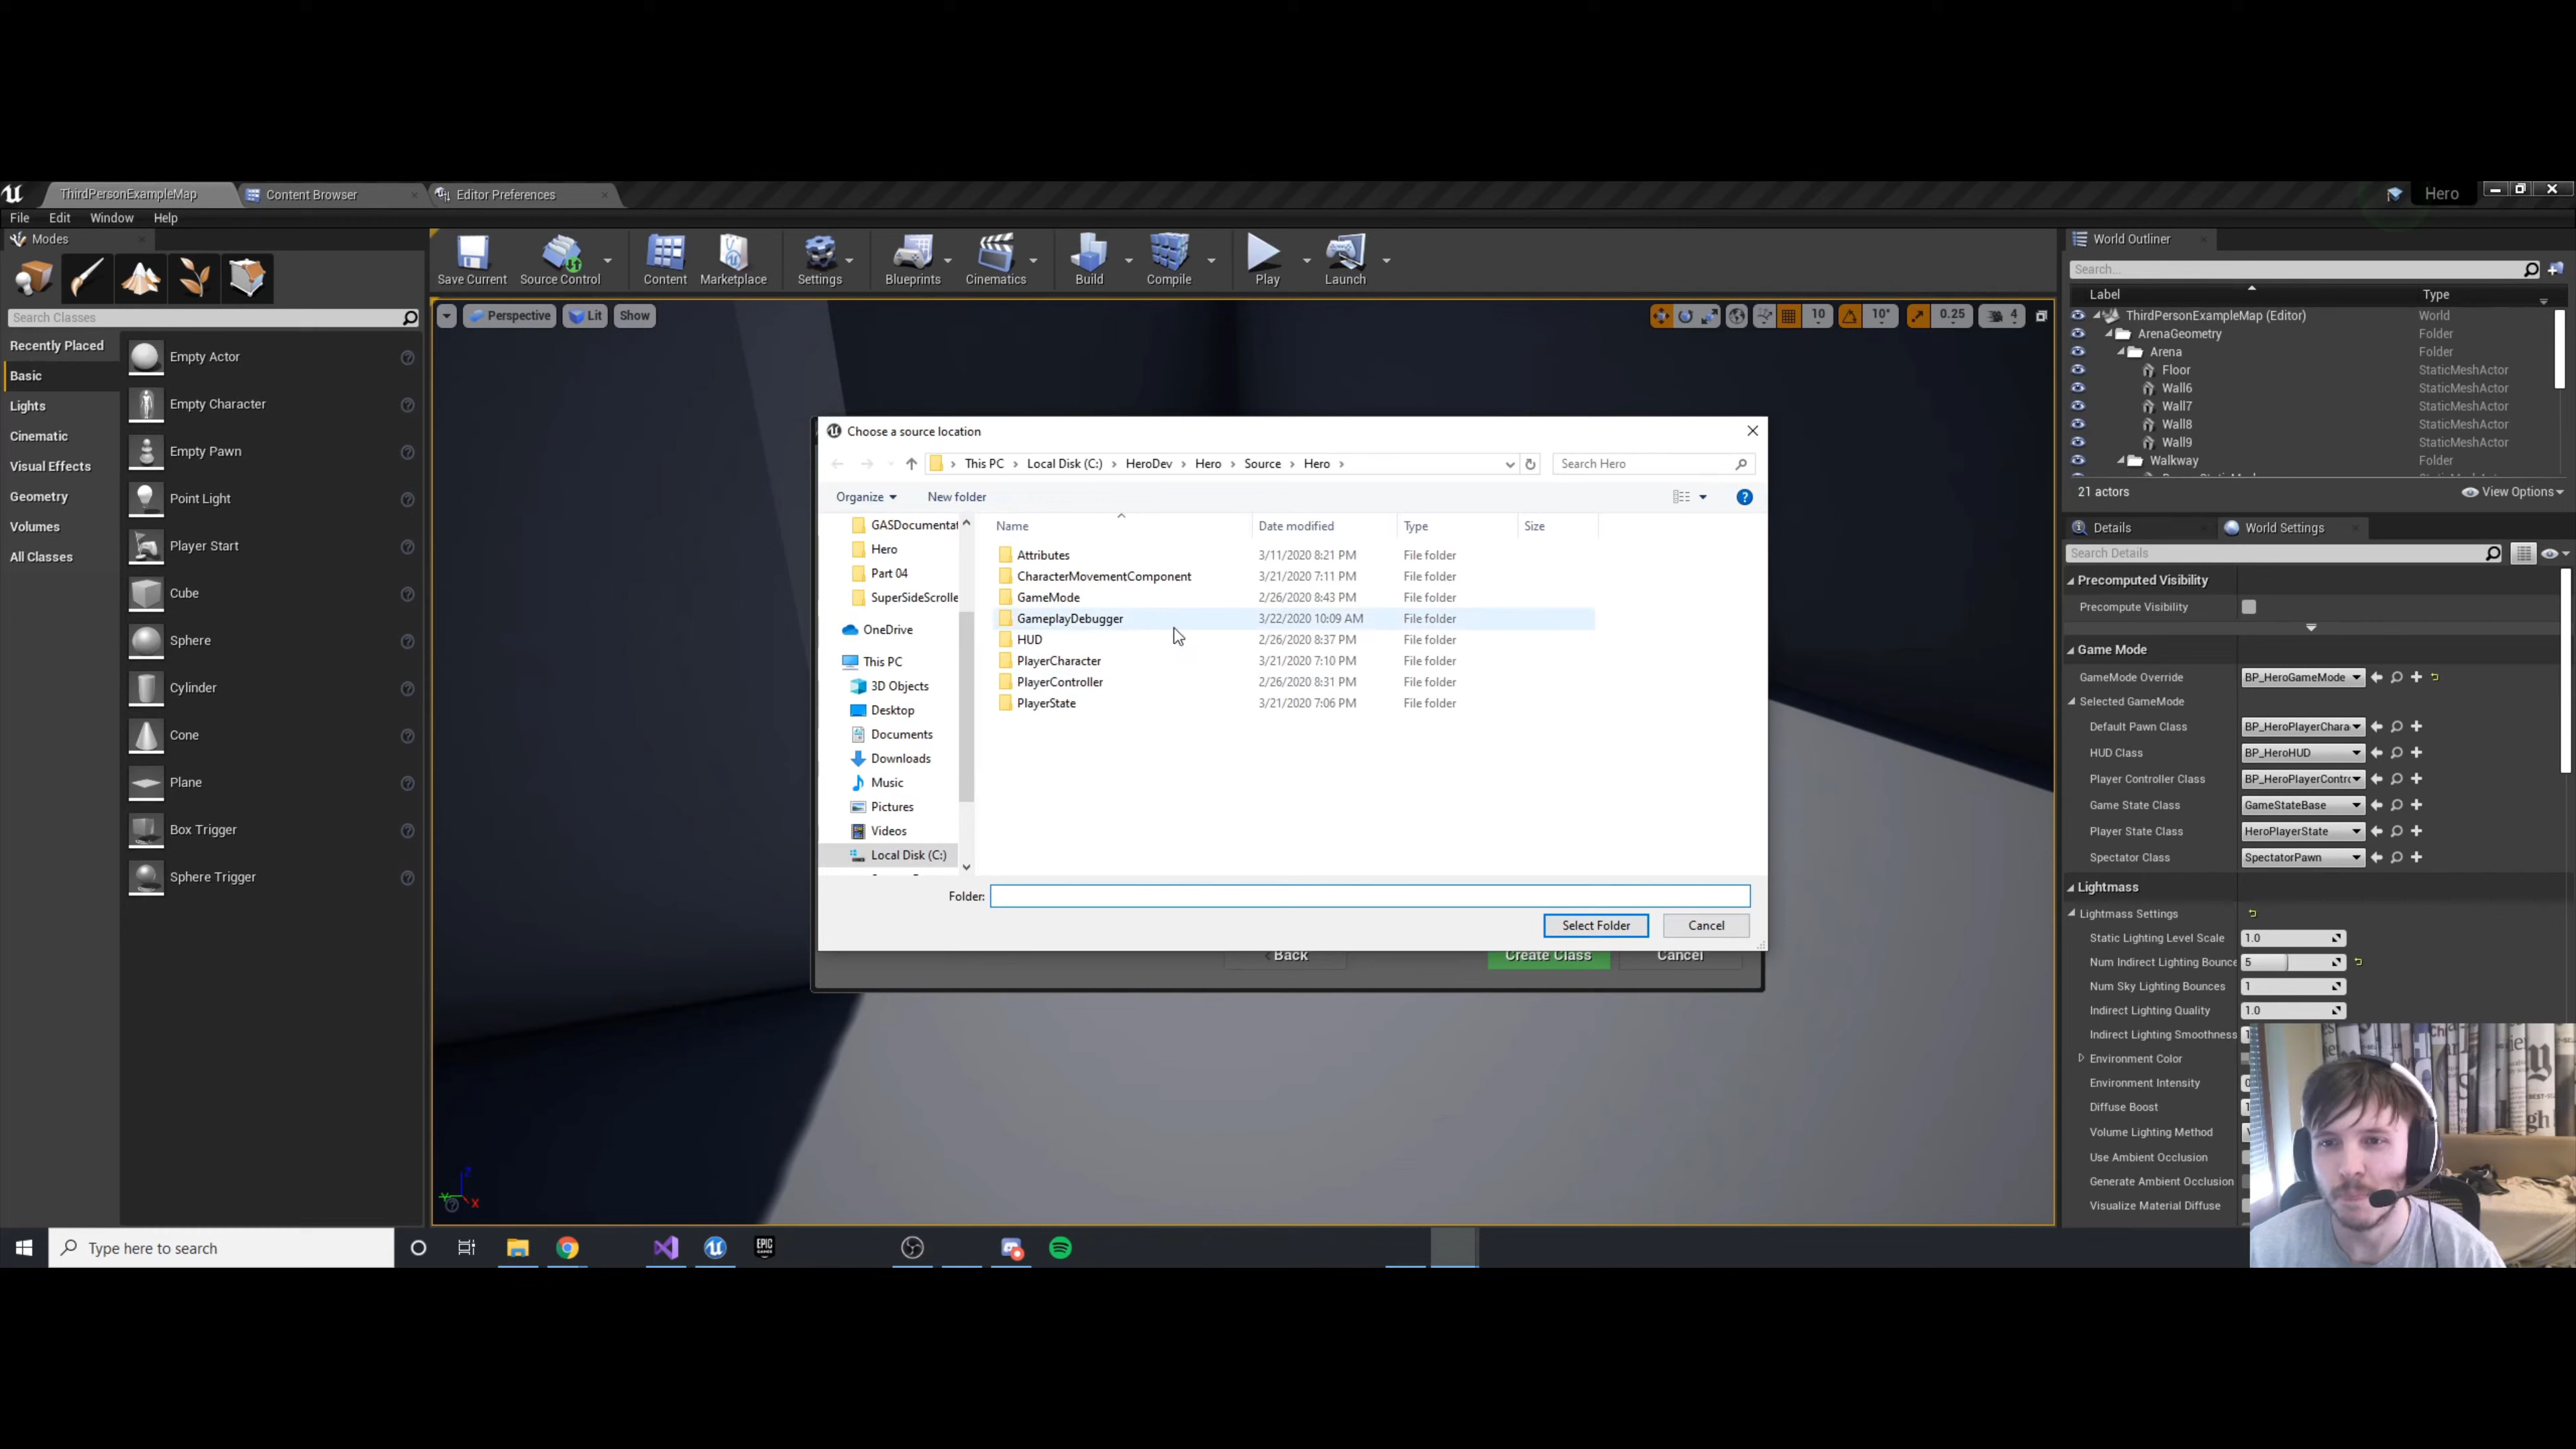 ThirdPersonExampleMap
Content Browser
Editor Preferences
Hero
File Edit Window Help
Modes
Search Classes
Recently Placed
Basic
Lights
Cinematic
Visual Effects
Geometry
Volumes
All Classes
Empty Actor
Empty Character
Empty Pawn
Point Light
Player Start
Cube
Sphere
Cylinder
Cone
Plane
Box Trigger
Sphere Trigger
Save Current
Source Control
Content
Marketplace
Settings
Blueprints
Cinematics
Build
Compile
Play
Launch
Perspective
Lit
Show
10
10°
0.25
4
Choose a source location
This PC > Local Disk (C:) > HeroDev > Hero > Source > Hero >
Search Hero
Organize
New folder
GASDocumentat
Hero
Part 04
SuperSideScrolle
OneDrive
This PC
3D Objects
Desktop
Documents
Downloads
Music
Pictures
Videos
Local Disk (C:)
Name Date modified Type Size
Attributes 3/11/2020 8:21 PM File folder
CharacterMovementComponent 3/21/2020 7:11 PM File folder
GameMode 2/26/2020 8:43 PM File folder
GameplayDebugger 3/22/2020 10:09 AM File folder
HUD 2/26/2020 8:37 PM File folder
PlayerCharacter 3/21/2020 7:10 PM File folder
PlayerController 2/26/2020 8:31 PM File folder
PlayerState 3/21/2020 7:06 PM File folder
Folder:
Select Folder
Cancel
Back
Create Class
Cancel
World Outliner
Search...
Label Type
ThirdPersonExampleMap (Editor) World
ArenaGeometry Folder
Arena Folder
Floor StaticMeshActor
Wall6 StaticMeshActor
Wall7 StaticMeshActor
Wall8 StaticMeshActor
Wall9 StaticMeshActor
Walkway Folder
21 actors
View Options
Details
World Settings
Search Details
Precomputed Visibility
Precompute Visibility
Game Mode
GameMode Override BP_HeroGameMode
Selected GameMode
Default Pawn Class BP_HeroPlayerChara
HUD Class BP_HeroHUD
Player Controller Class BP_HeroPlayerContro
Game State Class GameStateBase
Player State Class HeroPlayerState
Spectator Class SpectatorPawn
Lightmass
Lightmass Settings
Static Lighting Level Scale 1.0
Num Indirect Lighting Bounce 5
Num Sky Lighting Bounces 1
Indirect Lighting Quality 1.0
Indirect Lighting Smoothness
Environment Color
Environment Intensity
Diffuse Boost
Volume Lighting Method
Use Ambient Occlusion
Generate Ambient Occlusion
Visualize Material Diffuse
Z
Y
X
Type here to search
EPIC
GAMES